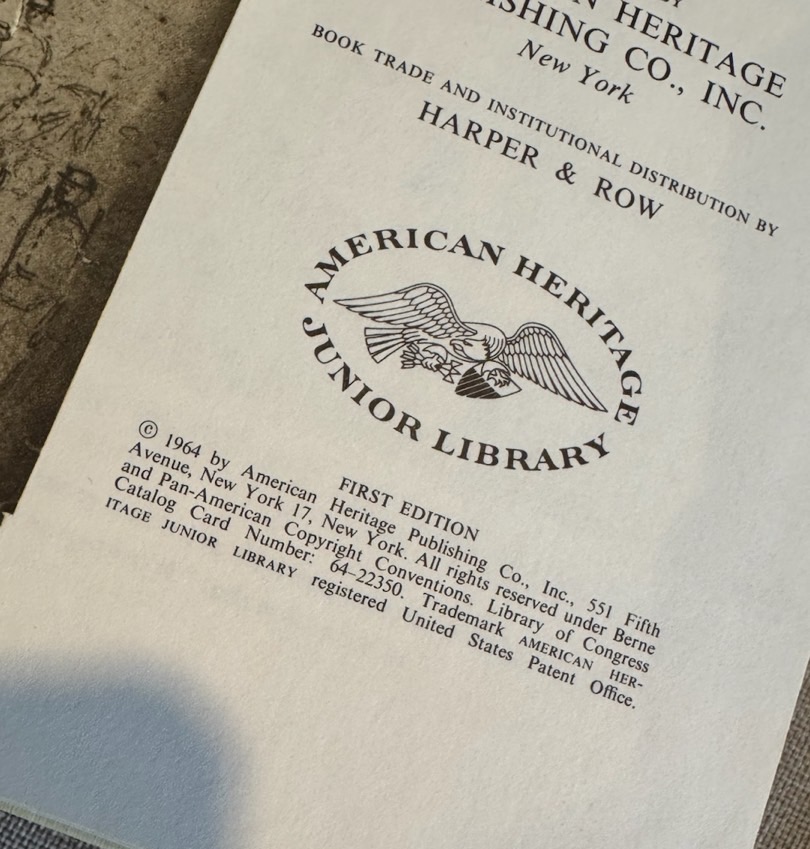 HERITAGE
CO., INC.
New York
BOOK TRADE AND INSTITUTIONAL DISTRIBUTION BY
HARPER & ROW
AMERICAN HERITAGE
JUNIOR LIBRARY
FIRST EDITION
© 1964 by American Heritage Publishing Co., Inc., 551 Fifth
Avenue, New York 17, New York. All rights reserved under Berne
and Pan-American Copyright Conventions. Library of Congress
Catalog Card Number: 64-22350. Trademark AMERICAN HER-
ITAGE JUNIOR LIBRARY registered United States Patent Office.